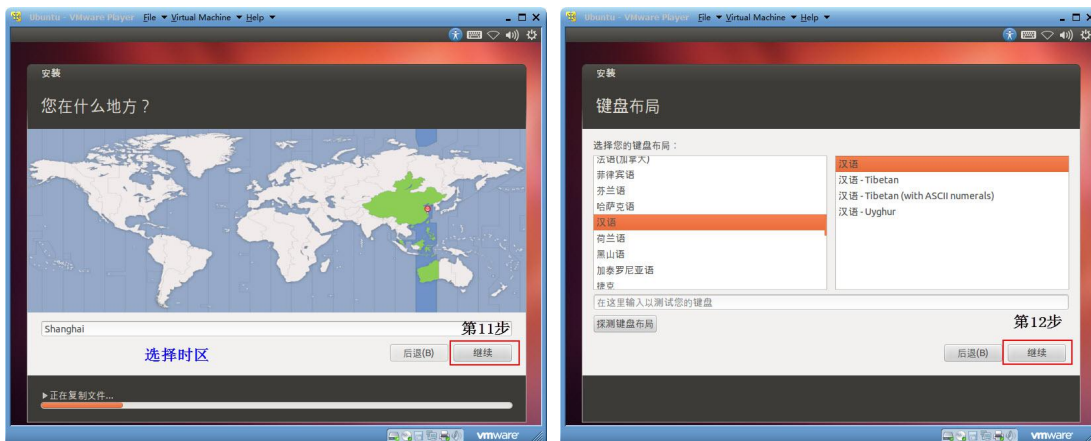 Ubuntu - VMware Player File ▼ Virtual Machine ▼ Help ▼
安装
您在什么地方？
Shanghai
第11步
选择时区
后退(B)
继续
▶正在复制文件...
vmware
Ubuntu - VMware Player File ▼ Virtual Machine ▼ Help ▼
安装
键盘布局
选择您的键盘布局：
法语(加拿大)
菲律宾语
芬兰语
哈萨克语
汉语
荷兰语
黑山语
加泰罗尼亚语
捷克
汉语
汉语 - Tibetan
汉语 - Tibetan (with ASCII numerals)
汉语 - Uyghur
在这里输入以测试您的键盘
探测键盘布局
第12步
后退(B)
继续
vmware